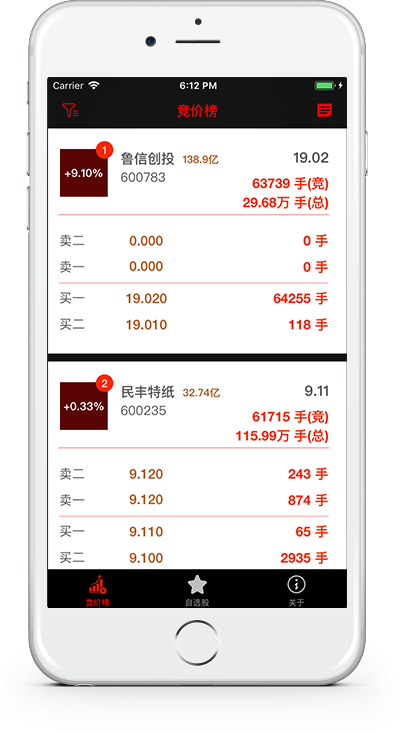 Carrier 6:12 PM
竞价榜
1
+9.10%
鲁信创投 138.9亿 19.02
600783
63739 手(竞)
29.68万 手(总)
卖二 0.000 0 手
卖一 0.000 0 手
买一 19.020 64255 手
买二 19.010 118 手
2
+0.33%
民丰特纸 32.74亿 9.11
600235
61715 手(竞)
115.99万 手(总)
卖二 9.120 243 手
卖一 9.120 874 手
买一 9.110 65 手
买二 9.100 2935 手
竞价榜 自选股 关于